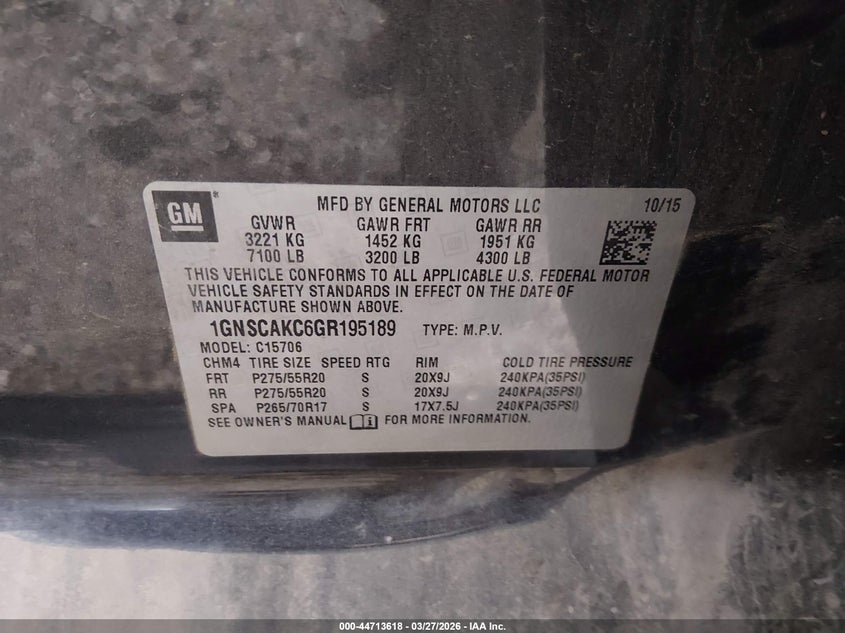 GM® MFD BY GENERAL MOTORS LLC 10/15
GVWR GAWR FRT GAWR RR
3221 KG 1452 KG 1951 KG
7100 LB 3200 LB 4300 LB
THIS VEHICLE CONFORMS TO ALL APPLICABLE U.S. FEDERAL MOTOR
VEHICLE SAFETY STANDARDS IN EFFECT ON THE DATE OF
MANUFACTURE SHOWN ABOVE.
1GNSCAKC6GR195189 TYPE: M.P.V.
MODEL: C15706
CHM4 TIRE SIZE SPEED RTG RIM COLD TIRE PRESSURE
FRT P275/55R20 S 20X9J 240KPA(35PSI)
RR P275/55R20 S 20X9J 240KPA(35PSI)
SPA P265/70R17 S 17X7.5J 240KPA(35PSI)
SEE OWNER'S MANUAL FOR MORE INFORMATION.
000-44713618 - 03/27/2026 - IAA Inc.